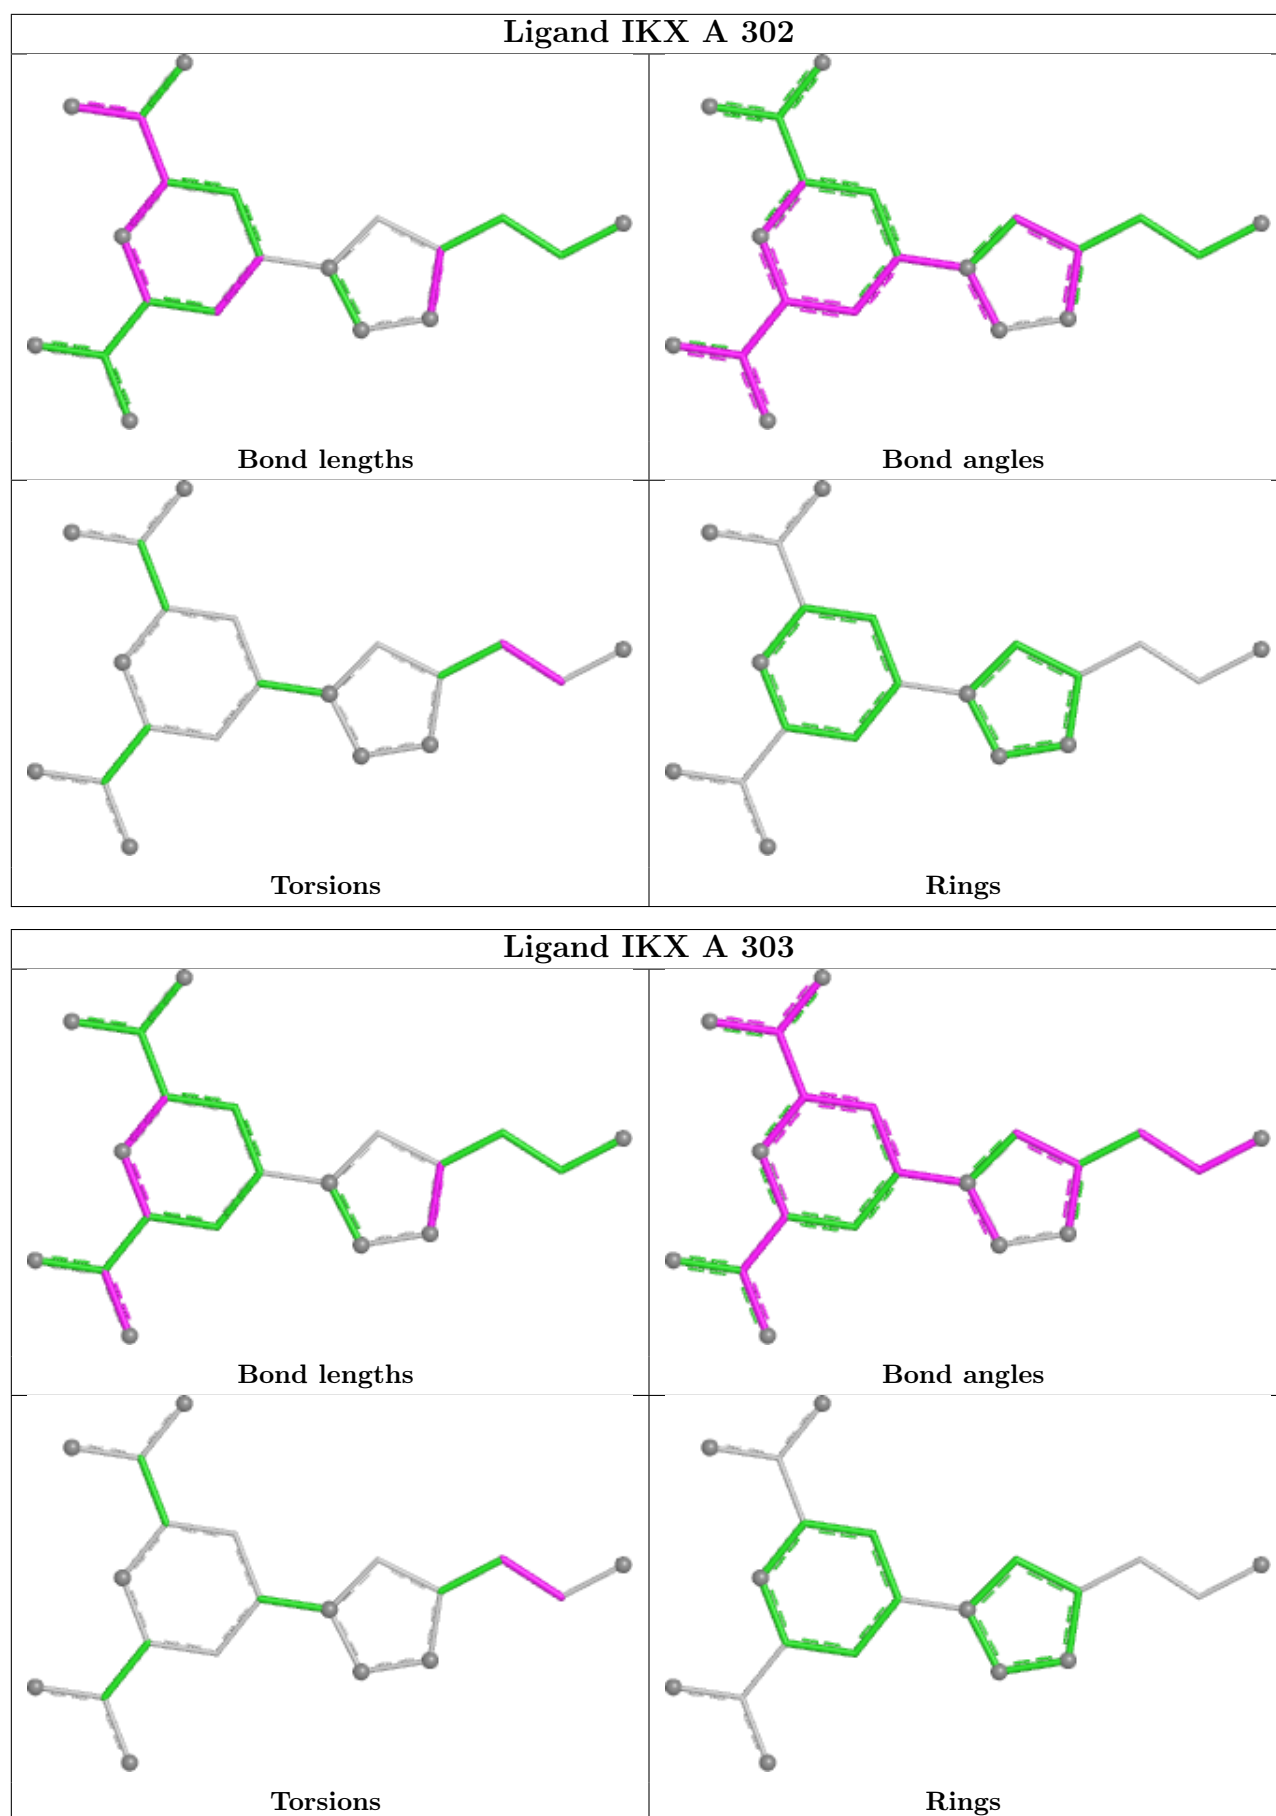 Ligand IKX A 302
Bond lengths
Bond angles
Torsions
Rings
Ligand IKX A 303
Bond lengths
Bond angles
Torsions
Rings